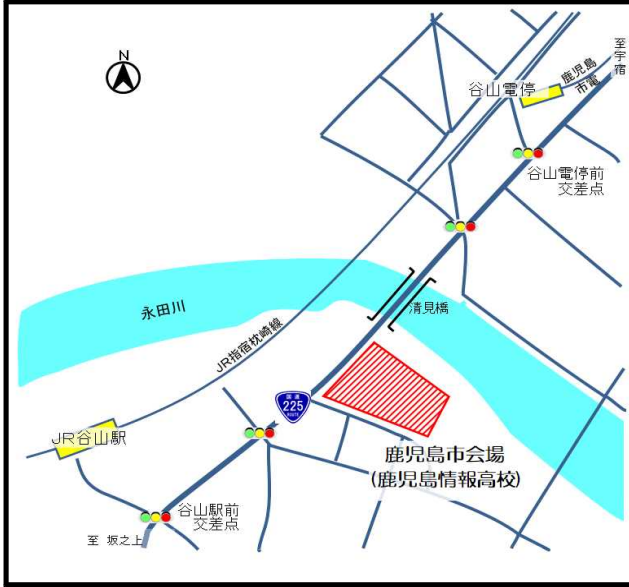 N
至宇宿
鹿児島
市電
谷山電停
谷山電停前
交差点
永田川
清見橋
JR指宿枕崎線
国道
225
ROUTE
JR谷山駅
鹿児島市会場
(鹿児島情報高校)
谷山駅前
交差点
至 坂之上